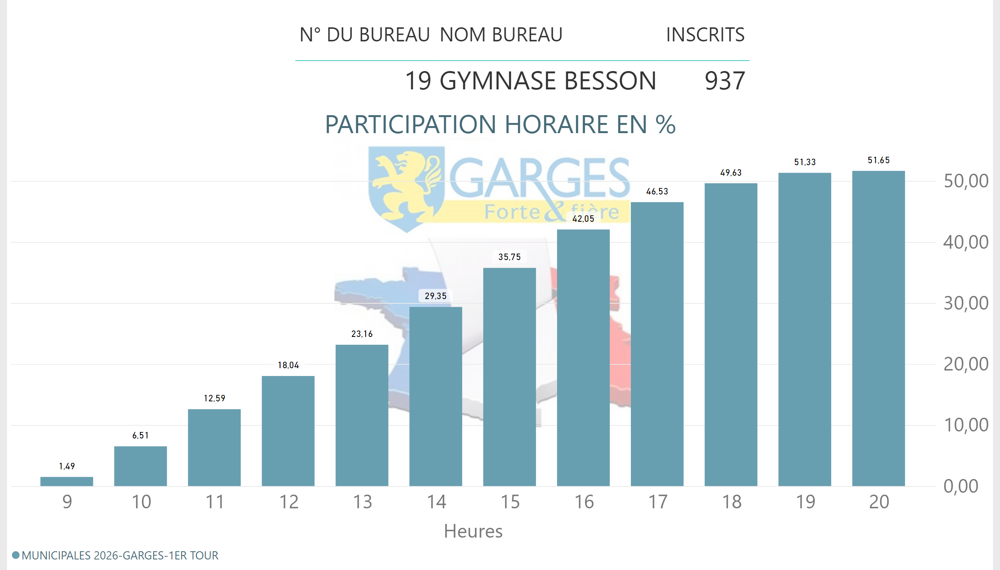 N° DU BUREAU NOM BUREAU INSCRITS
19 GYMNASE BESSON 937
PARTICIPATION HORAIRE EN %
GARGES
Forte & fière
51,65
51,33
49,63
46,53
42,05
35,75
29,35
23,16
18,04
12,59
6,51
1,49
50,00
40,00
30,00
20,00
10,00
0,00
9 10 11 12 13 14 15 16 17 18 19 20
Heures
MUNICIPALES 2026-GARGES-1ER TOUR